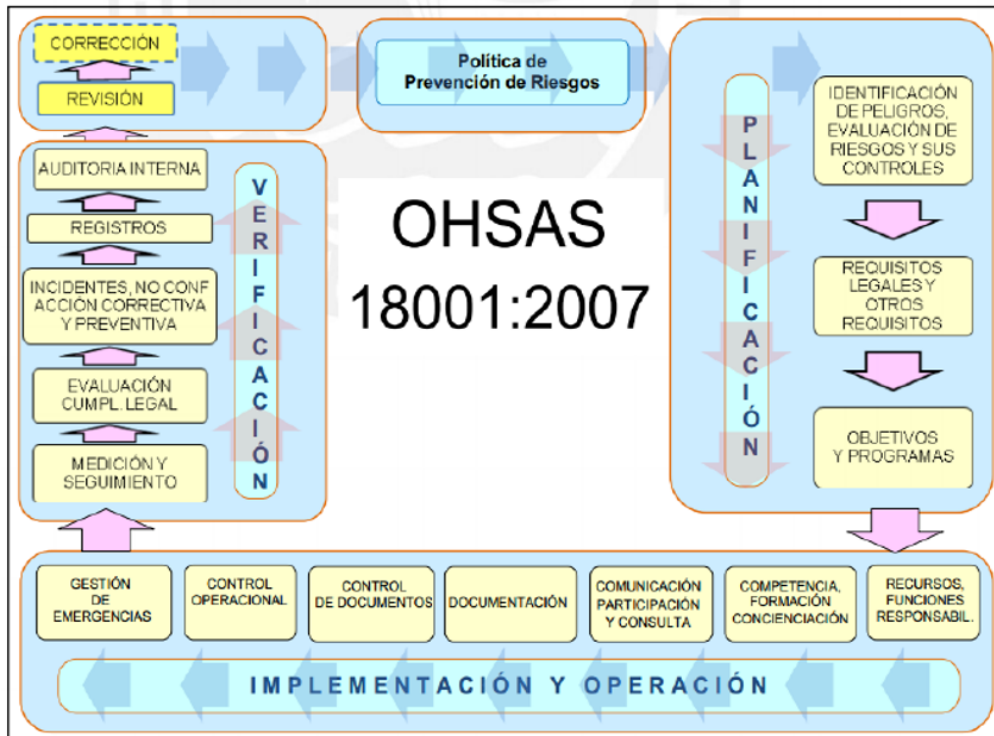 CORRECCIÓN
REVISIÓN
Política de
Prevención de Riesgos
PLANIFICACIÓN
IDENTIFICACIÓN
DE PELIGROS,
EVALUACIÓN DE
RIESGOS Y SUS
CONTROLES
REQUISITOS
LEGALES Y
OTROS
REQUISITOS
OBJETIVOS
Y PROGRAMAS
AUDITORIA INTERNA
REGISTROS
INCIDENTES, NO CONF
ACCIÓN CORRECTIVA
Y PREVENTIVA
EVALUACIÓN
CUMPL. LEGAL
MEDICIÓN Y
SEGUIMIENTO
VERIFICACIÓN
OHSAS
18001:2007
GESTIÓN
DE
EMERGENCIAS
CONTROL
OPERACIONAL
CONTROL
DE DOCUMENTOS
DOCUMENTACIÓN
COMUNICACIÓN
PARTICIPACIÓN
Y CONSULTA
COMPETENCIA,
FORMACIÓN
CONCIENCIACIÓN
RECURSOS,
FUNCIONES
RESPONSABIL.
IMPLEMENTACIÓN Y OPERACIÓN